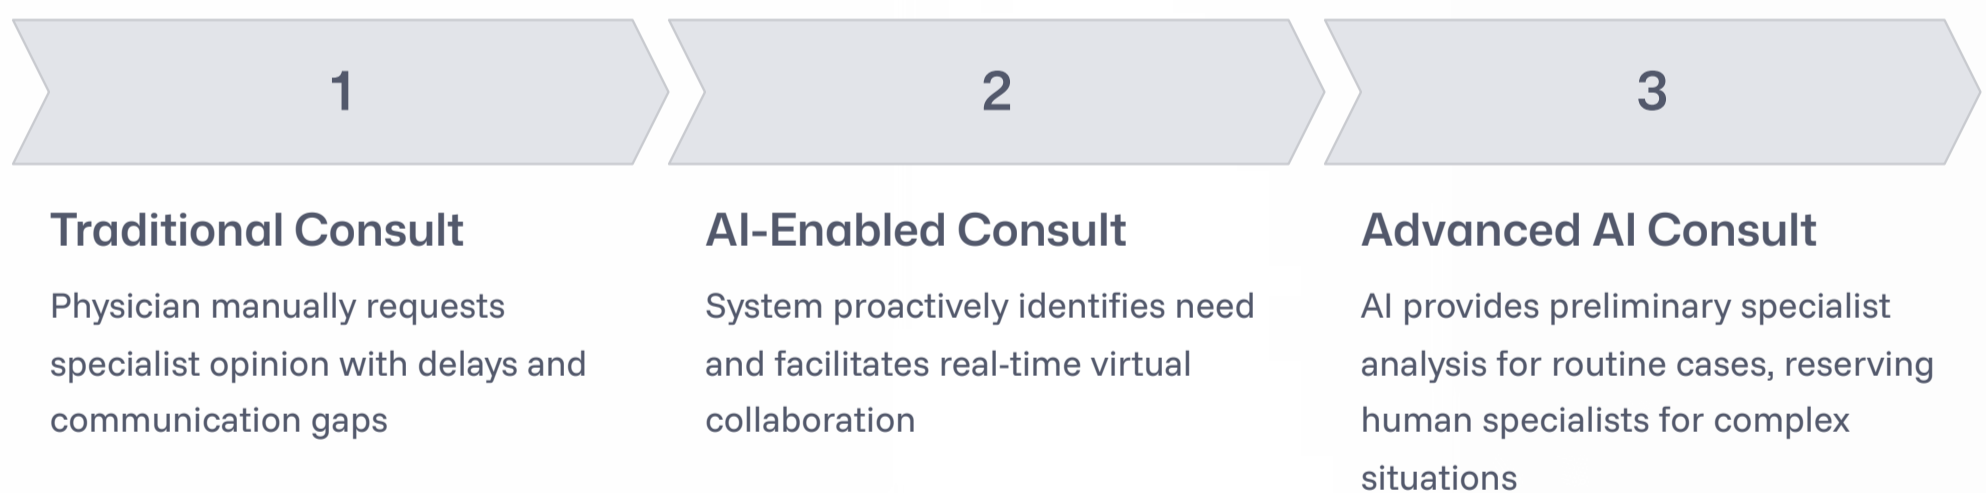 1
2
3
Traditional Consult
Physician manually requests
specialist opinion with delays and
communication gaps
AI-Enabled Consult
System proactively identifies need
and facilitates real-time virtual
collaboration
Advanced AI Consult
AI provides preliminary specialist
analysis for routine cases, reserving
human specialists for complex
situations